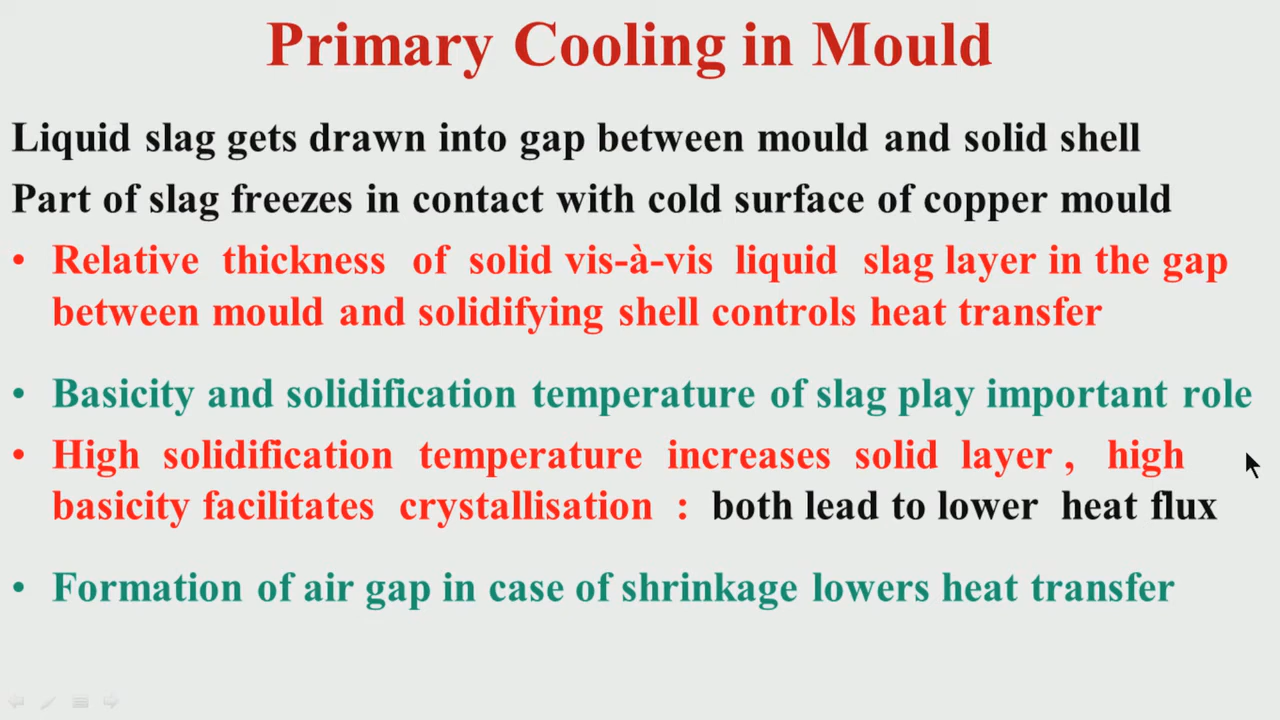 Primary Cooling in Mould
Liquid slag gets drawn into gap between mould and solid shell
Part of slag freezes in contact with cold surface of copper mould
• Relative thickness of solid vis-à-vis liquid slag layer in the gap
between mould and solidifying shell controls heat transfer
• Basicity and solidification temperature of slag play important role
• High solidification temperature increases solid layer , high
basicity facilitates crystallisation : both lead to lower heat flux
• Formation of air gap in case of shrinkage lowers heat transfer